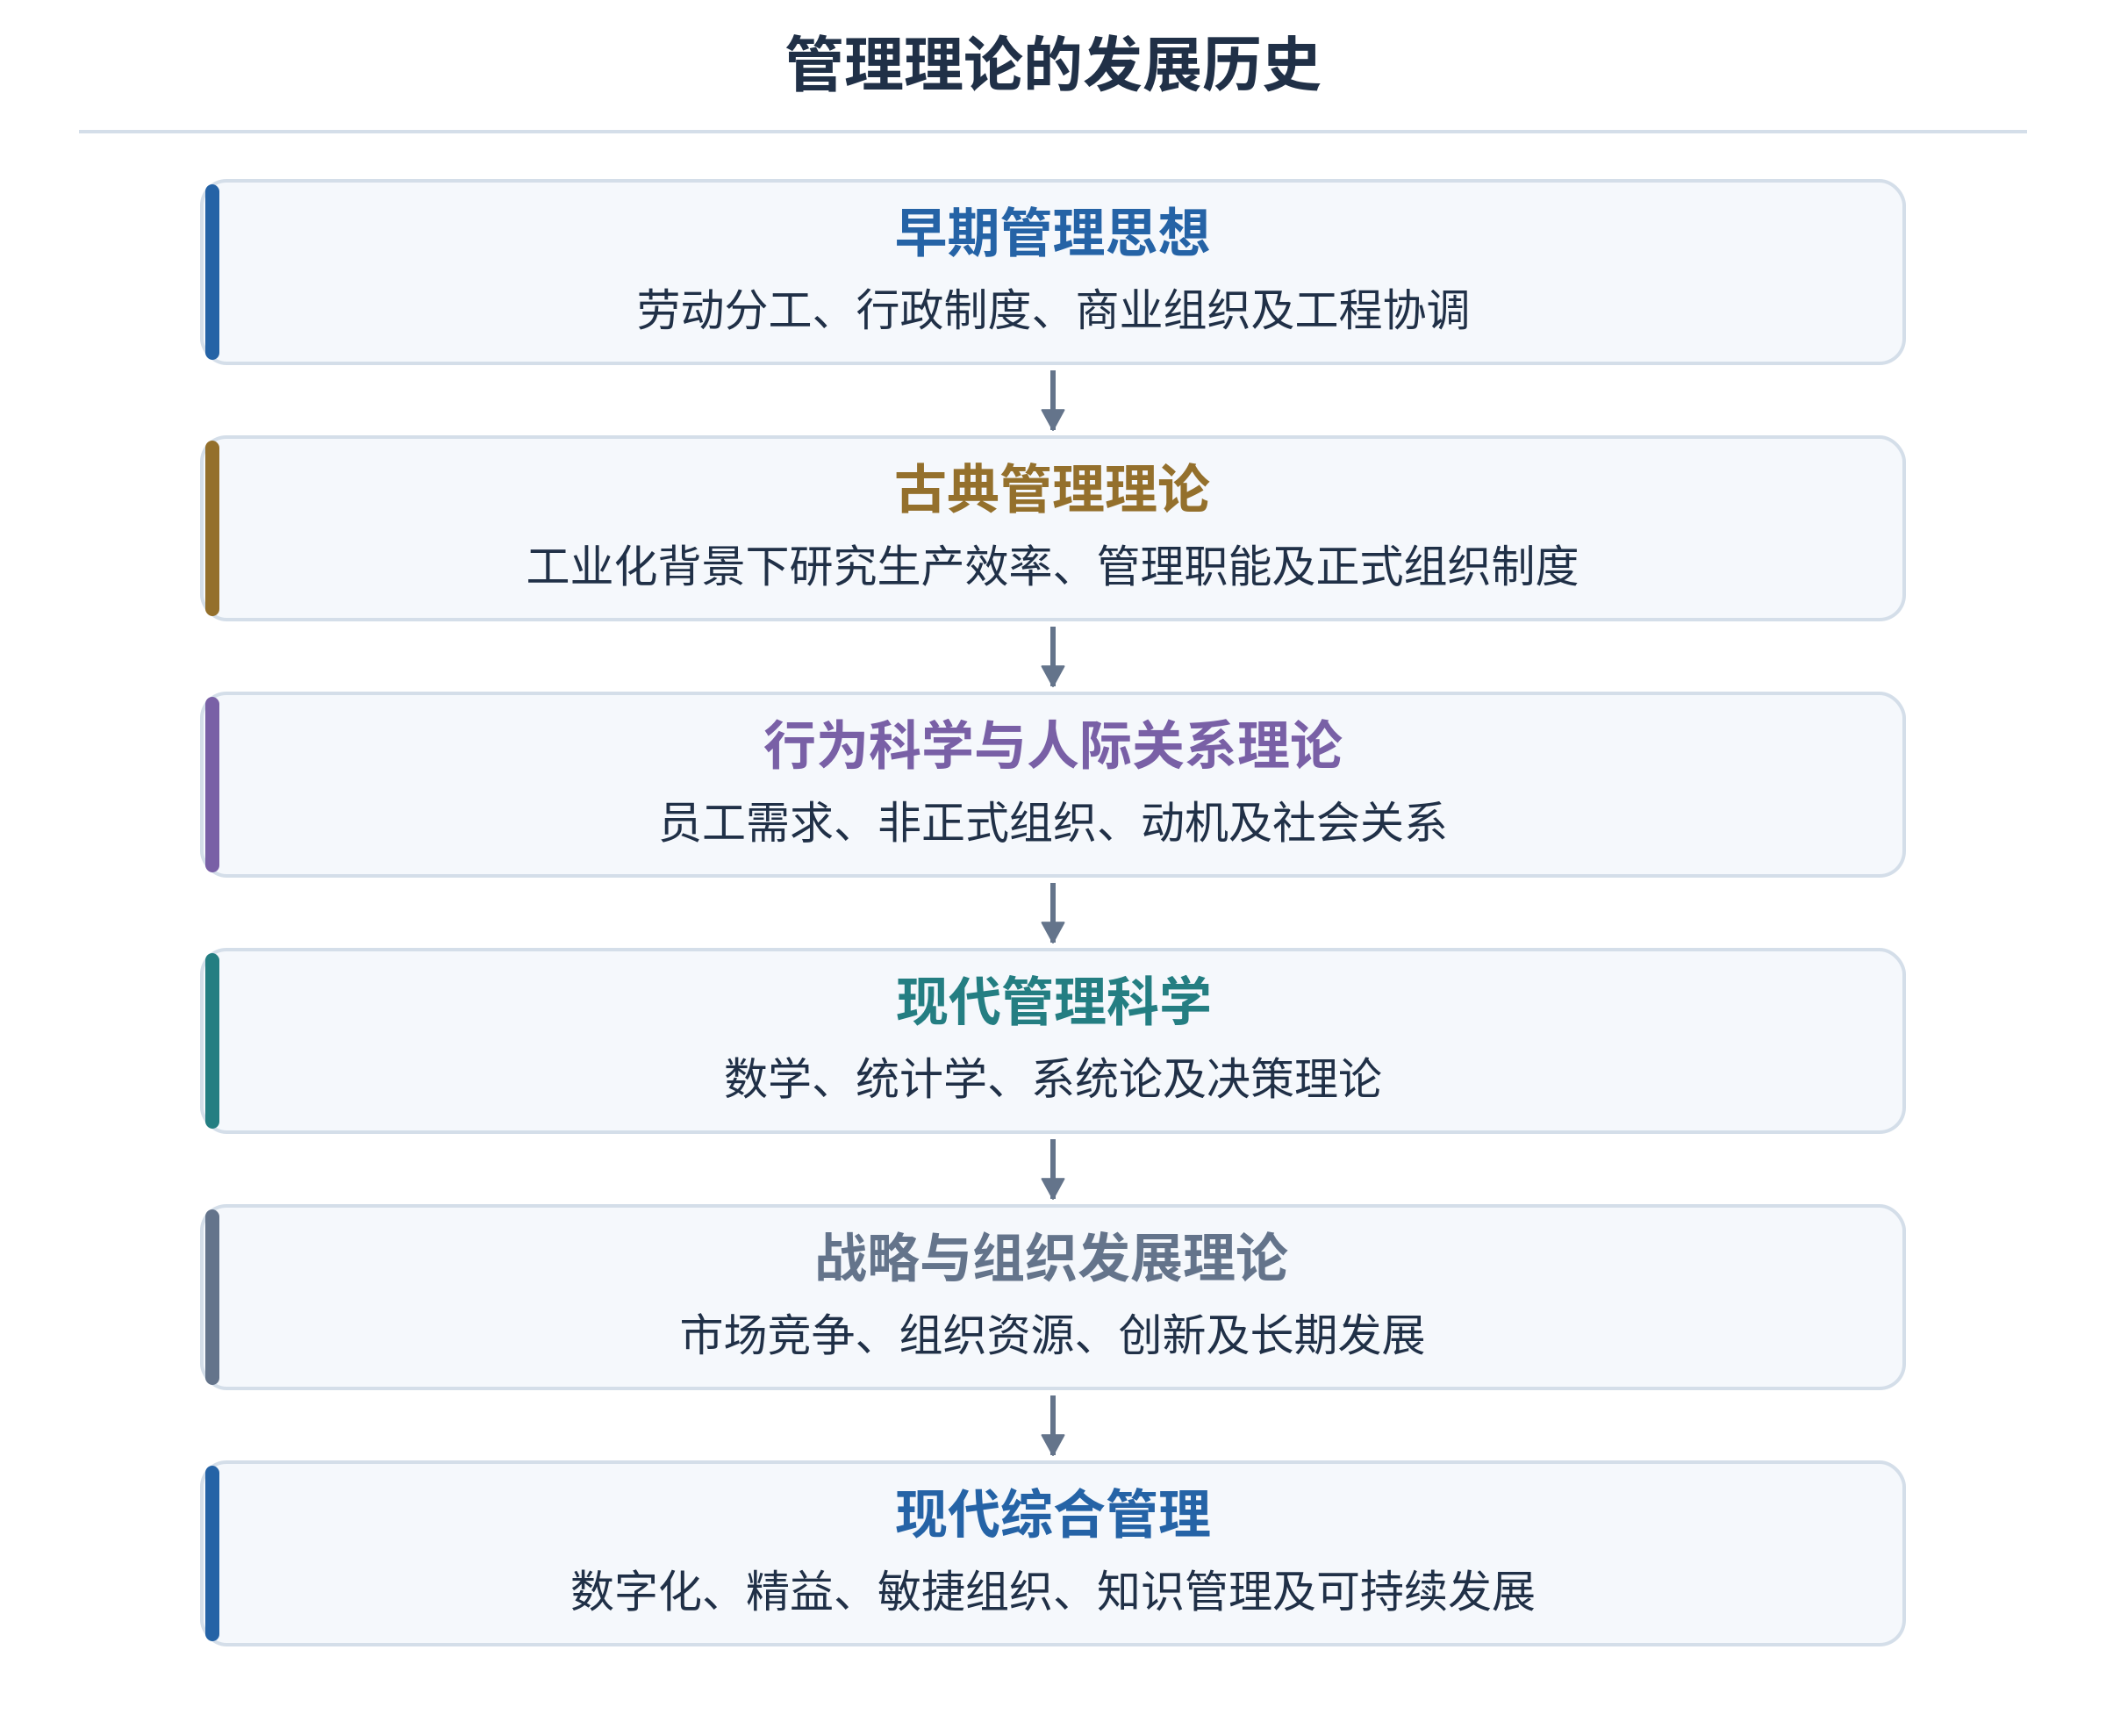 管理理论的发展历史
早期管理思想
劳动分工、行政制度、商业组织及工程协调
古典管理理论
工业化背景下研究生产效率、管理职能及正式组织制度
行为科学与人际关系理论
员工需求、非正式组织、动机及社会关系
现代管理科学
数学、统计学、系统论及决策理论
战略与组织发展理论
市场竞争、组织资源、创新及长期发展
现代综合管理
数字化、精益、敏捷组织、知识管理及可持续发展